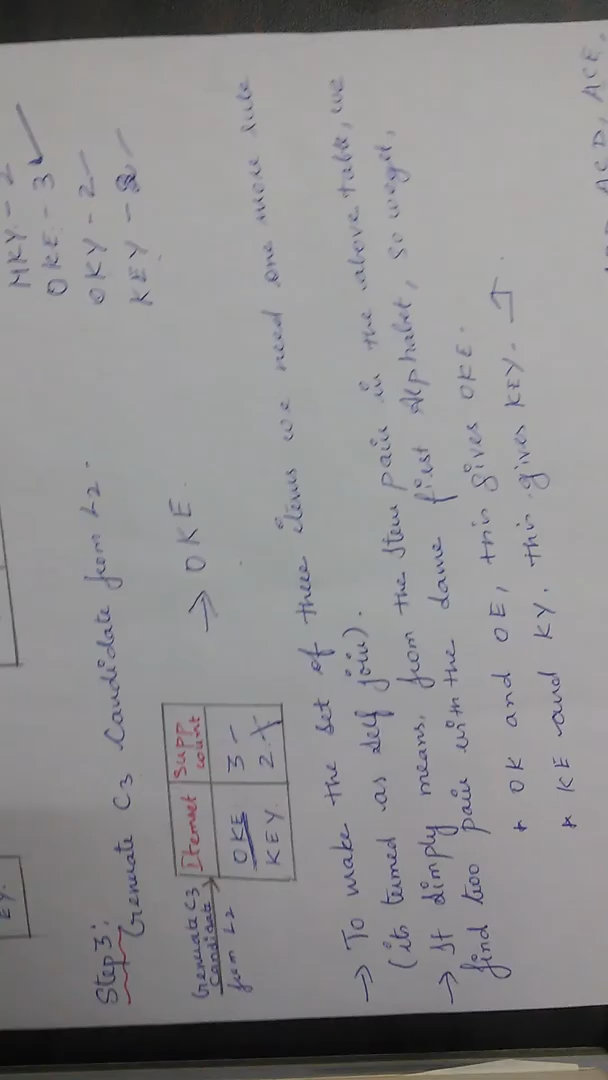 MKY - 2
OKE - 3
OKY - 2
KEY - 2
EY.
Step 3:
Generate C3 Candidate from L2.
Generate C3
Candidate
from L2
Itemset Supp count
OKE 3
KEY 2 X
→ OKE.
→ To make the set of three items we need one more rule
(its termed as self join).
→ It simply means, from the Item pair in the above table, we
find two pair with the same first Alphabet, so we get,
* OK and OE, this gives OKE.
* KE and KY, this gives KEY.
ACD, ACE,